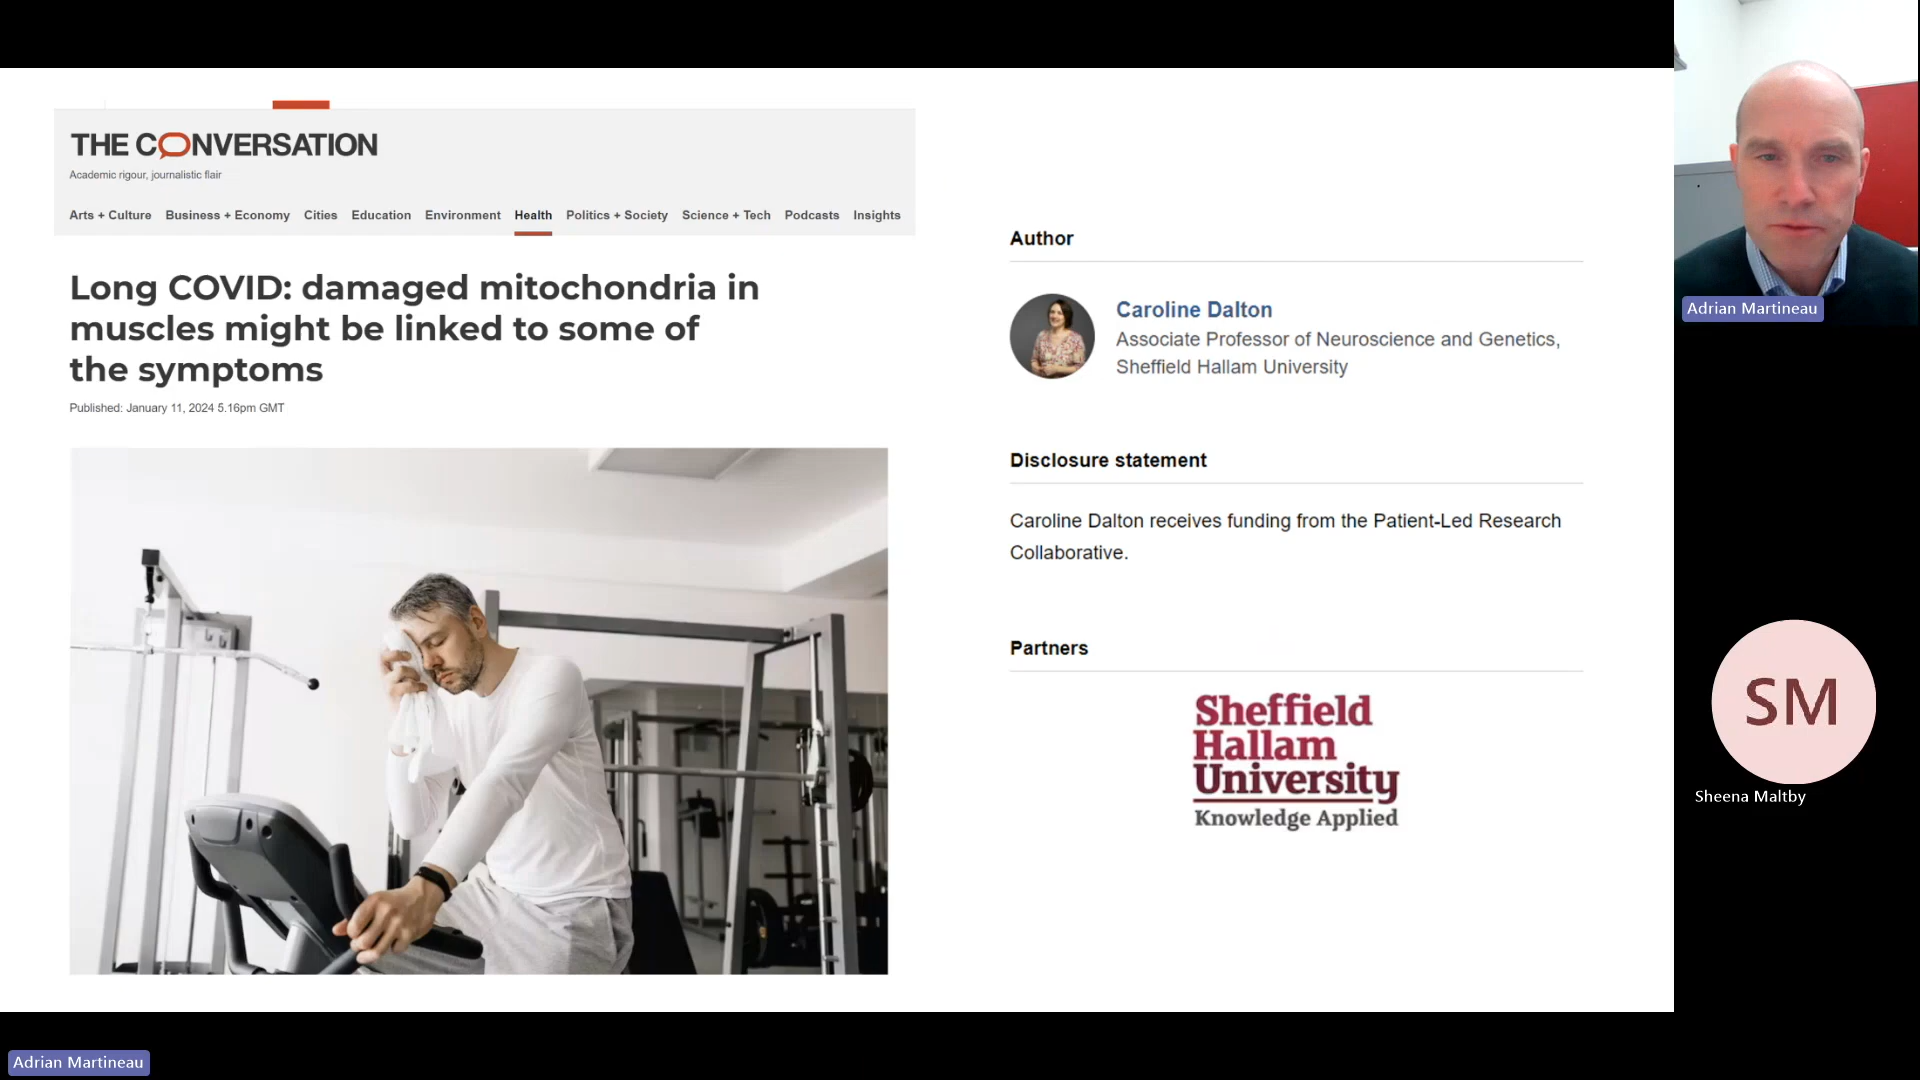 THE CONVERSATION
Academic rigour, journalistic flair
Arts + Culture Business + Economy Cities Education Environment Health Politics + Society Science + Tech Podcasts Insights
Long COVID: damaged mitochondria in
muscles might be linked to some of
the symptoms
Published: January 11, 2024 5.16pm GMT
Author
Caroline Dalton
Associate Professor of Neuroscience and Genetics,
Sheffield Hallam University
Disclosure statement
Caroline Dalton receives funding from the Patient-Led Research
Collaborative.
Partners
Sheffield
Hallam
University
Knowledge Applied
Adrian Martineau
SM
Sheena Maltby
Adrian Martineau